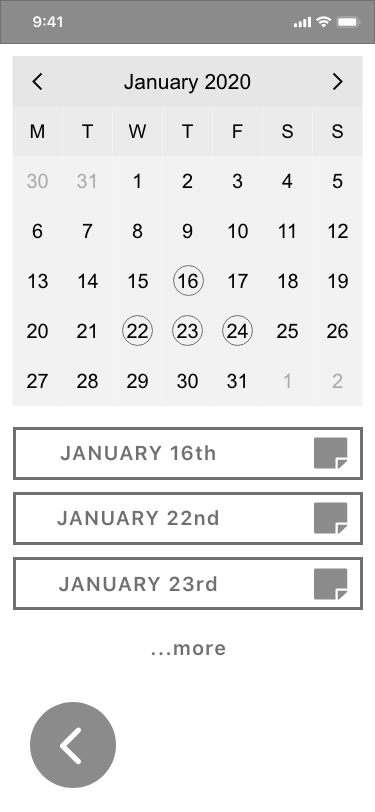 9:41
January 2020
M T W T F S S
30 31 1 2 3 4 5
6 7 8 9 10 11 12
13 14 15 16 17 18 19
20 21 22 23 24 25 26
27 28 29 30 31 1 2
JANUARY 16th
JANUARY 22nd
JANUARY 23rd
...more